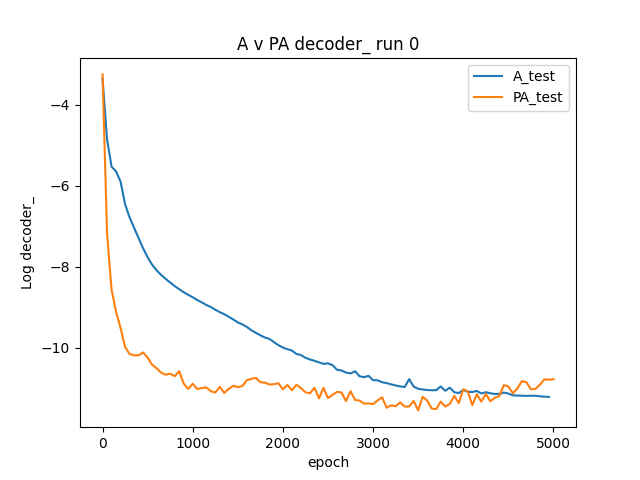 A v PA decoder_ run 0
A_test
PA_test
Log decoder_
−4
−6
−8
−10
0
1000
2000
3000
4000
5000
epoch